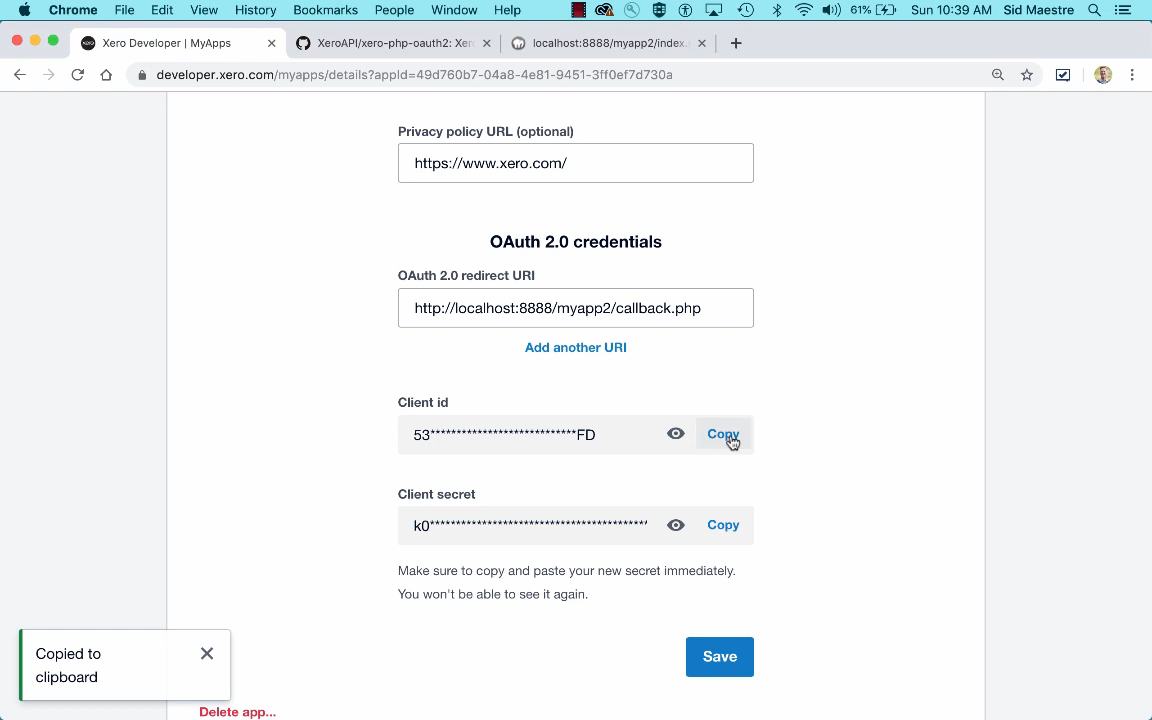 Chrome File Edit View History Bookmarks People Window Help 61% Sun 10:39 AM Sid Maestre
Xero Developer | MyApps XeroAPI/xero-php-oauth2: Xero localhost:8888/myapp2/index.
developer.xero.com/myapps/details?appId=49d760b7-04a8-4e81-9451-3ff0ef7d730a
Privacy policy URL (optional)
https://www.xero.com/
OAuth 2.0 credentials
OAuth 2.0 redirect URI
http://localhost:8888/myapp2/callback.php
Add another URI
Client id
53****************************FD Copy
Client secret
k0******************************************* Copy
Make sure to copy and paste your new secret immediately.
You won't be able to see it again.
Save
Copied to
clipboard
Delete app...